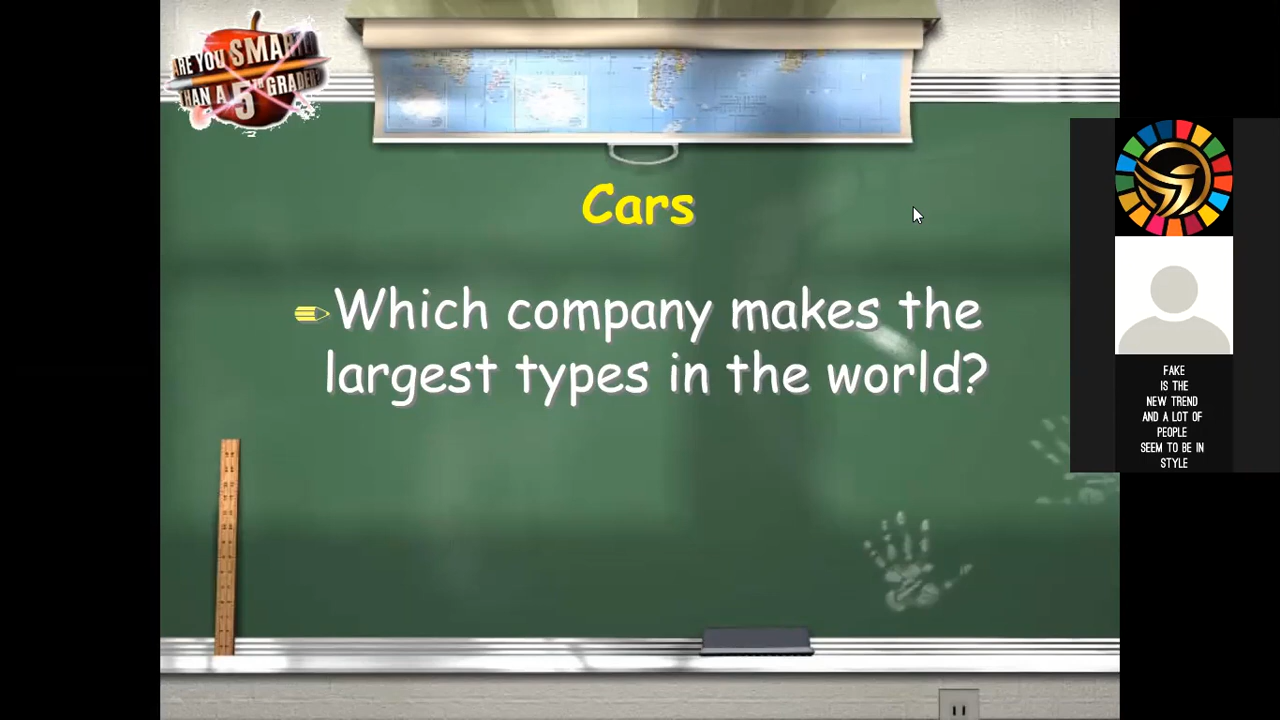 ARE YOU SMARTER
THAN A 5TH GRADER?
Cars
Which company makes the
largest types in the world?
FAKE
IS THE
NEW TREND
AND A LOT OF
PEOPLE
SEEM TO BE IN
STYLE